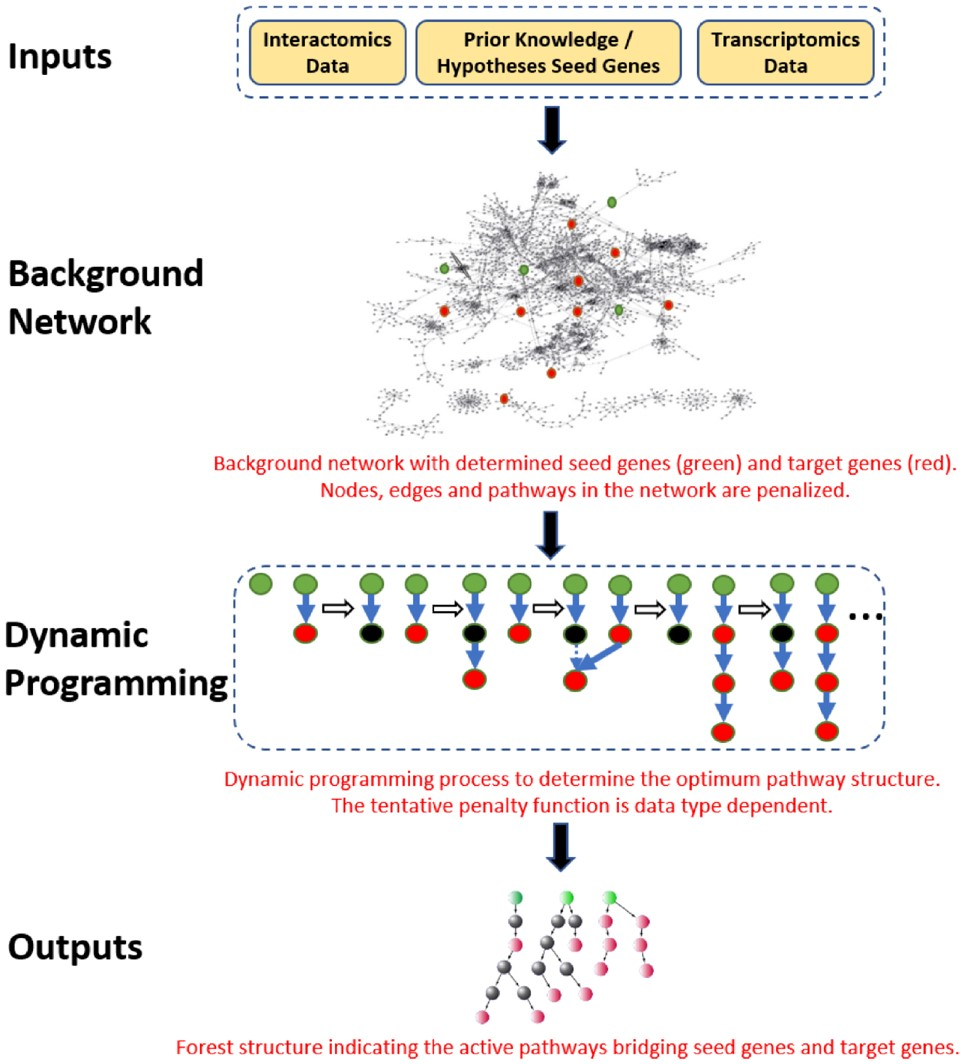 Inputs
Interactomics
Data
Prior Knowledge /
Hypotheses Seed Genes
Transcriptomics
Data
Background
Network
Background network with determined seed genes (green) and target genes (red).
Nodes, edges and pathways in the network are penalized.
Dynamic
Programming
...
Dynamic programming process to determine the optimum pathway structure.
The tentative penalty function is data type dependent.
Outputs
Forest structure indicating the active pathways bridging seed genes and target genes.